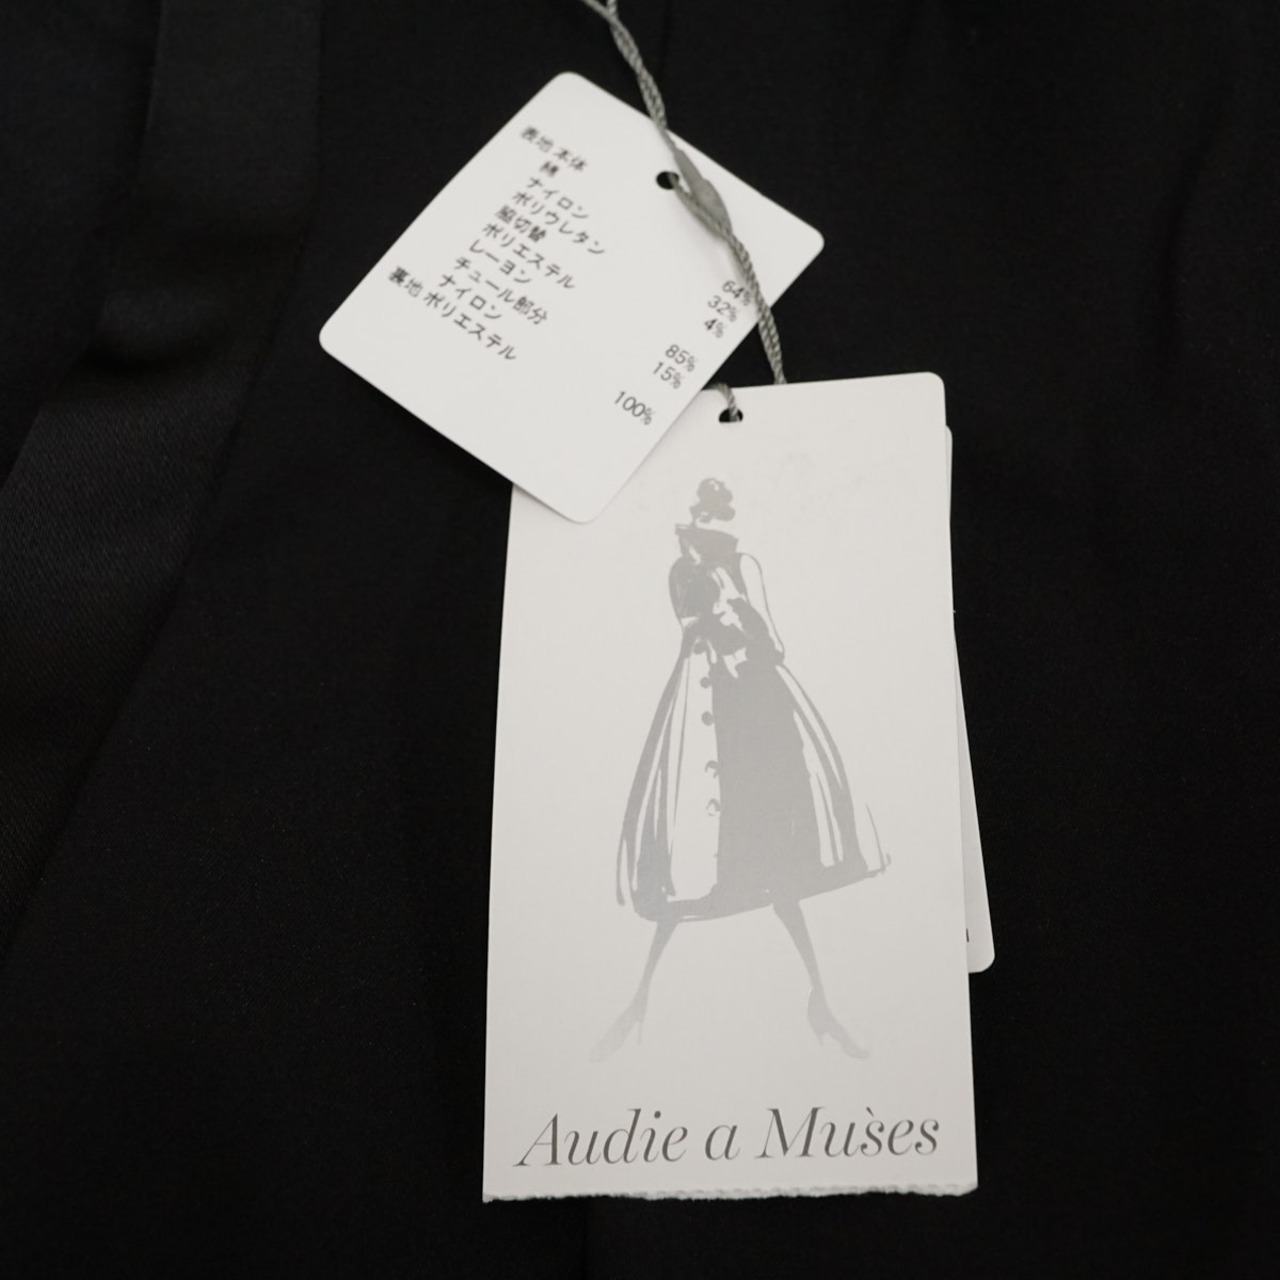 表地 本体
綿 64%
ナイロン 32%
ポリウレタン 4%
脇切替
ポリエステル 85%
レーヨン 15%
チュール部分
ナイロン 100%
裏地 ポリエステル
Audie a Muses